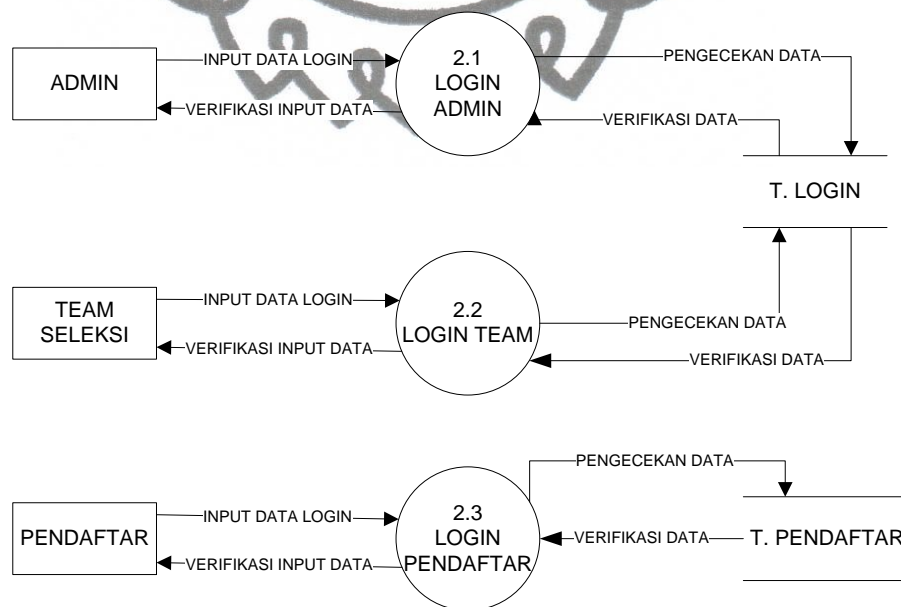 ADMIN
INPUT DATA LOGIN
VERIFIKASI INPUT DATA
2.1
LOGIN
ADMIN
PENGECEKAN DATA
VERIFIKASI DATA
T. LOGIN
TEAM
SELEKSI
INPUT DATA LOGIN
VERIFIKASI INPUT DATA
2.2
LOGIN TEAM
PENGECEKAN DATA
VERIFIKASI DATA
PENDAFTAR
INPUT DATA LOGIN
VERIFIKASI INPUT DATA
2.3
LOGIN
PENDAFTAR
PENGECEKAN DATA
VERIFIKASI DATA
T. PENDAFTAR